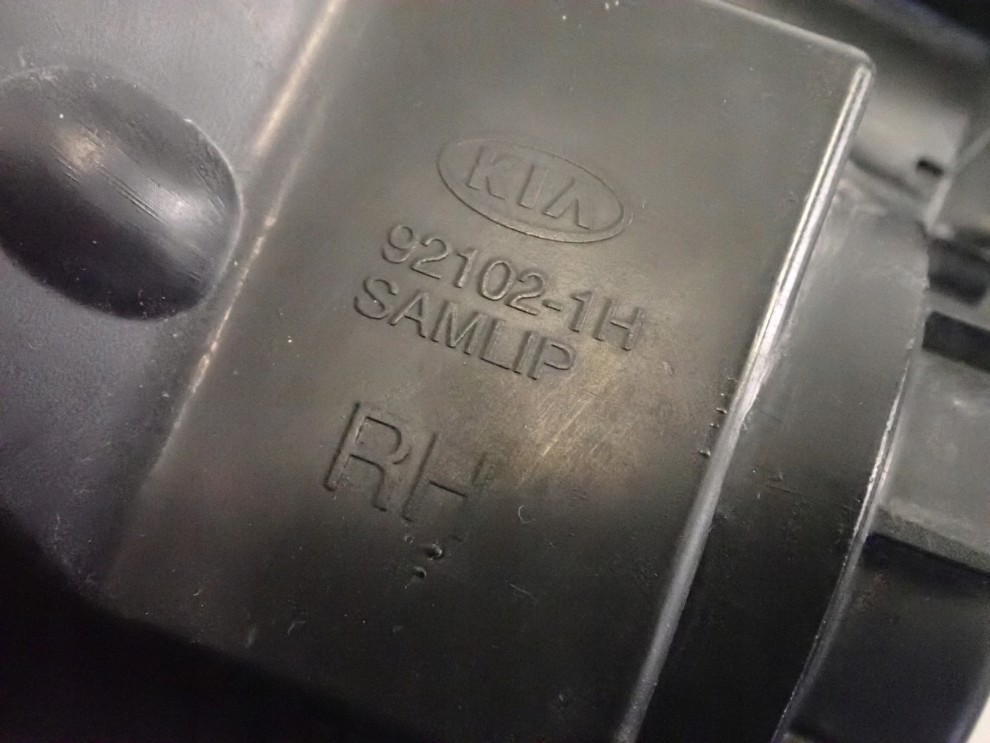 KIA
92102-1H
SAMLIP
RH